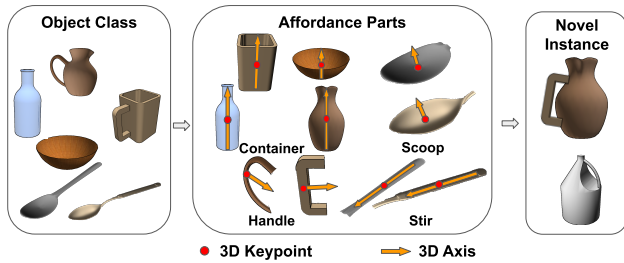 Object Class
Affordance Parts
Novel
Instance
Container
Scoop
Handle
Stir
3D Keypoint
3D Axis